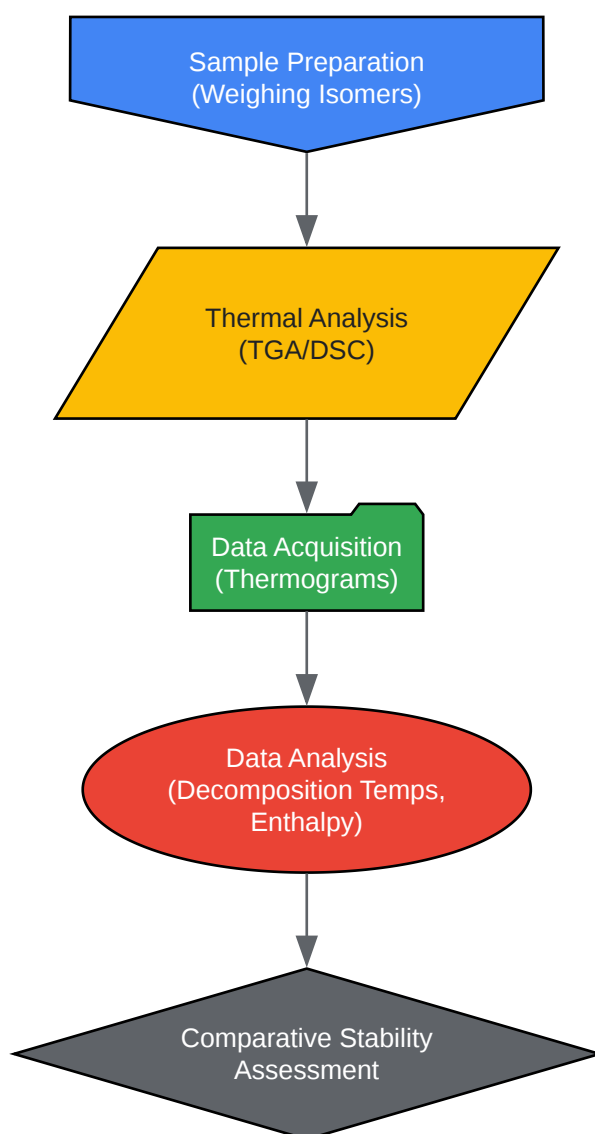 Sample Preparation
(Weighing Isomers)
Thermal Analysis
(TGA/DSC)
Data Acquisition
(Thermograms)
Data Analysis
(Decomposition Temps,
Enthalpy)
Comparative Stability
Assessment